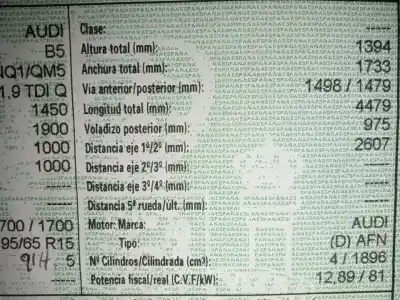 AUDI Clase: -----
B5 Altura total (mm): 1394
NQ1/QM5 Anchura total (mm): 1733
1.9 TDI Q Via anterior/posterior (mm): 1498 / 1479
1450 Longitud total (mm): 4479
1900 Voladizo posterior (mm): 975
1000 Distancia eje 1º/2º (mm): 2607
1000 Distancia eje 2º/3º (mm): -----
----- Distancia eje 3º/4º (mm): -----
----- Distancia 5ª rueda/últ. (mm): -----
700 / 1700 Motor: Marca: AUDI
95/65 R15 Tipo: (D) AFN
91H 5 Nº Cilindros/Cilindrada (cm³) 4 / 1896
----- Potencia fiscal/real (C.V.F/kW): 12,89 / 81